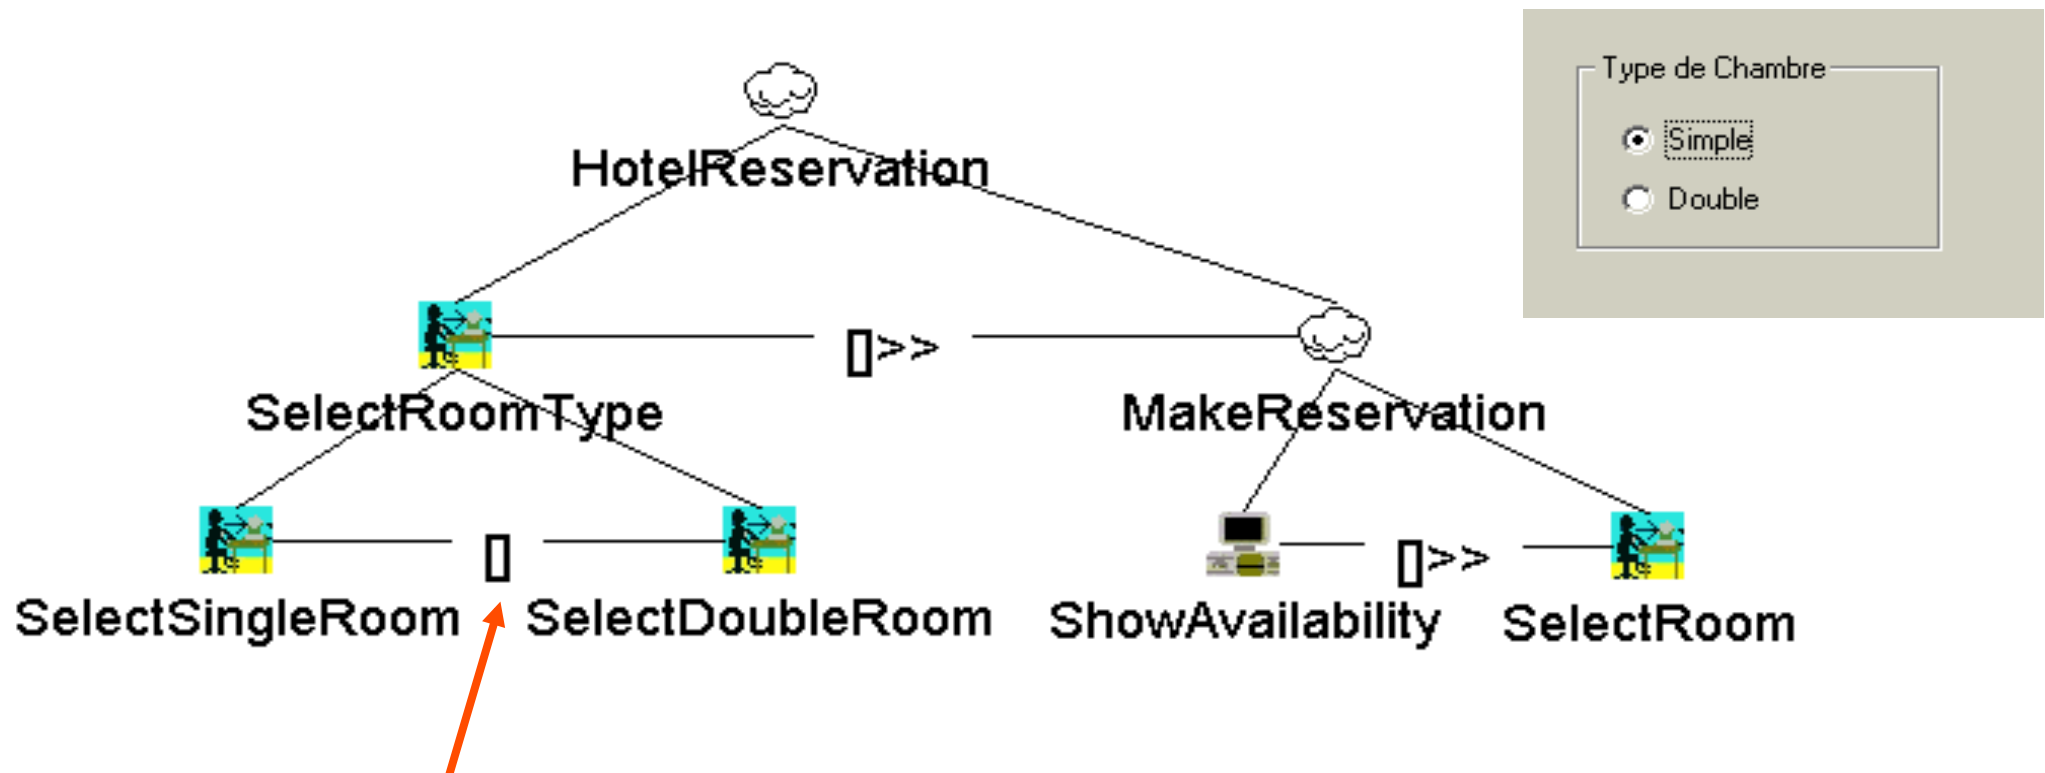 HotelReservation
Type de Chambre
Simple
Double
[]>>
SelectRoomType
MakeReservation
[]
[]>>
SelectSingleRoom
SelectDoubleRoom
ShowAvailability
SelectRoom